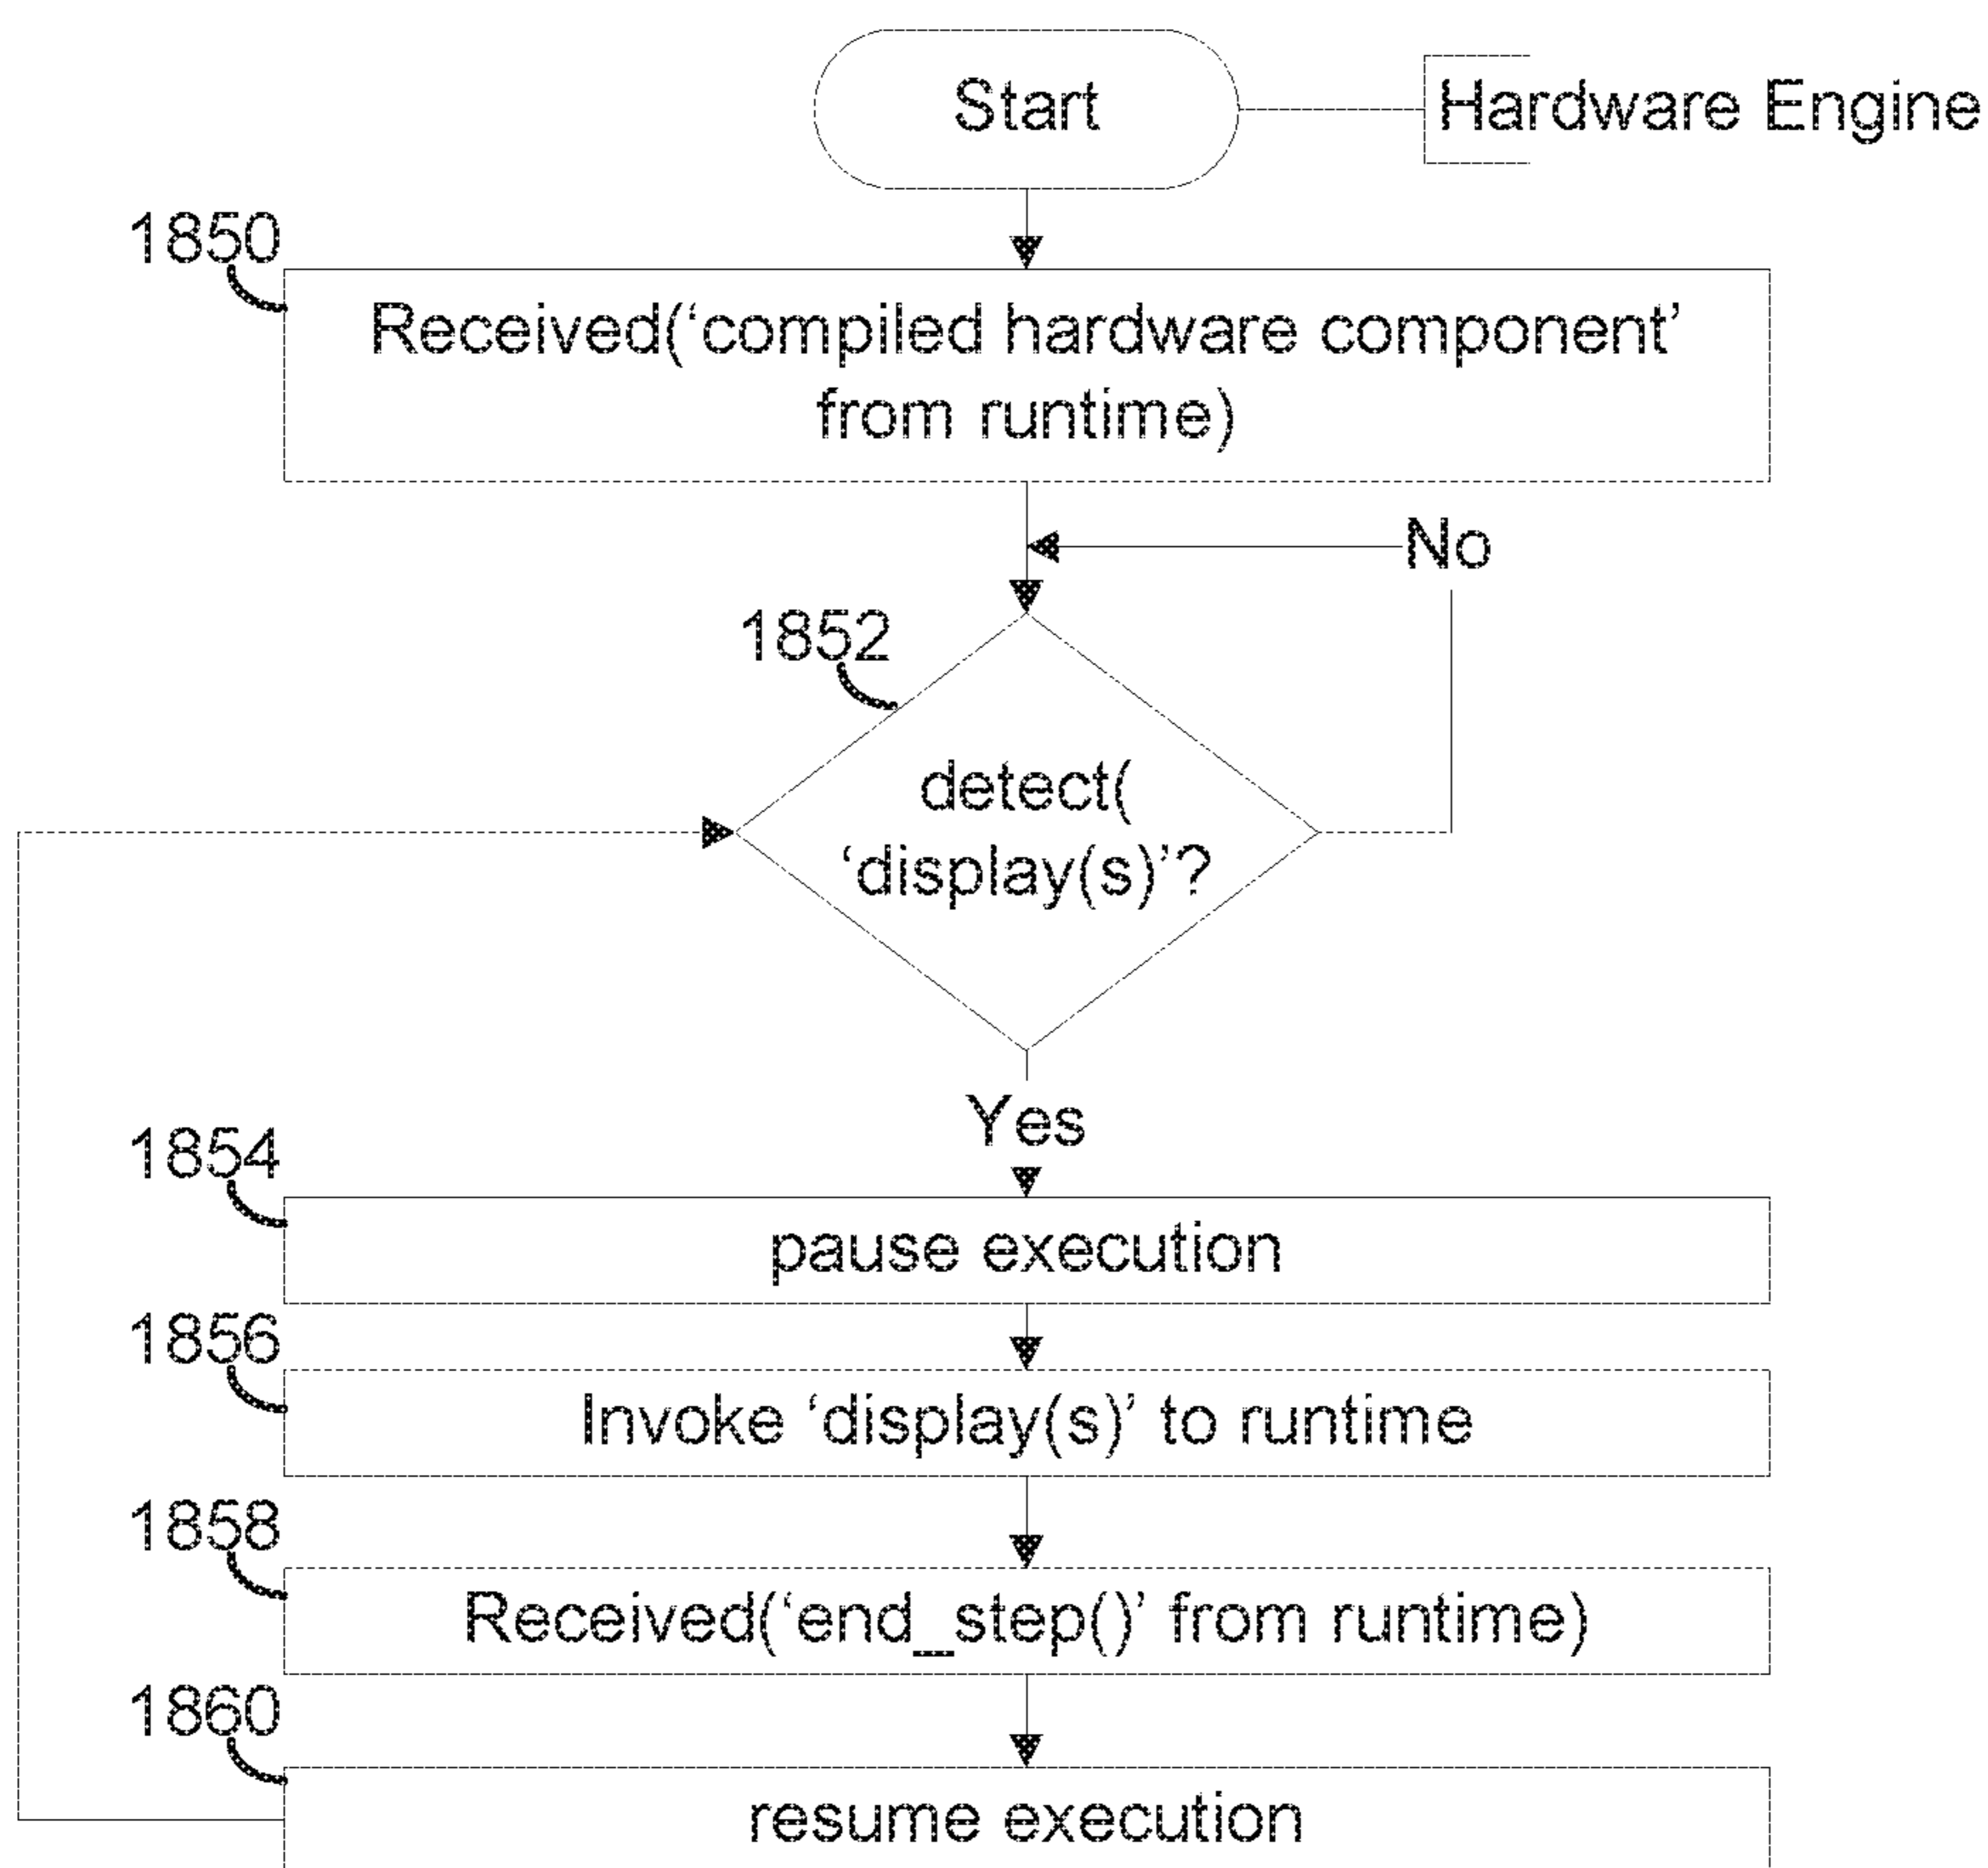 Start
Hardware Engine
1850
Received(‘compiled hardware component’
from runtime)
No
1852
detect(
‘display(s)’?
Yes
1854
pause execution
1856
Invoke ‘display(s)’ to runtime
1858
Received(‘end_step()’ from runtime)
1860
resume execution